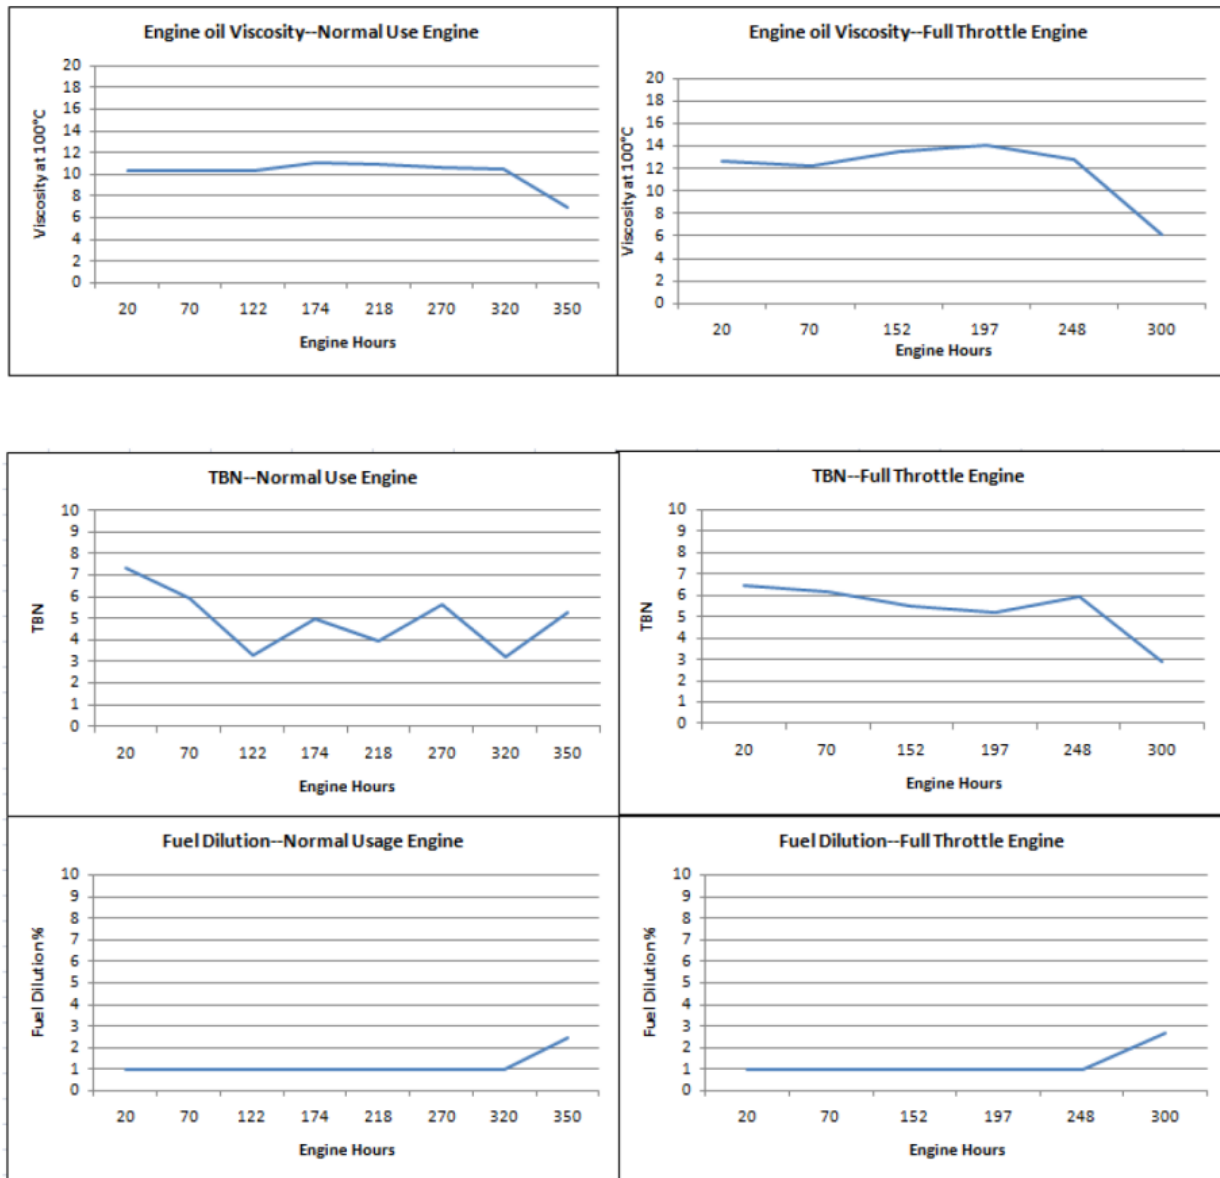 Engine oil Viscosity--Normal Use Engine
Viscosity at 100°C
20
18
16
14
12
10
8
6
4
2
0
20 70 122 174 218 270 320 350
Engine Hours
Engine oil Viscosity--Full Throttle Engine
Viscosity at 100°C
20
18
16
14
12
10
8
6
4
2
0
20 70 152 197 248 300
Engine Hours
TBN--Normal Use Engine
TBN
10
9
8
7
6
5
4
3
2
1
0
20 70 122 174 218 270 320 350
Engine Hours
TBN--Full Throttle Engine
TBN
10
9
8
7
6
5
4
3
2
1
0
20 70 152 197 248 300
Engine Hours
Fuel Dilution--Normal Usage Engine
Fuel Dilution%
10
9
8
7
6
5
4
3
2
1
0
20 70 122 174 218 270 320 350
Engine Hours
Fuel Dilution--Full Throttle Engine
Fuel Dilution%
10
9
8
7
6
5
4
3
2
1
0
20 70 152 197 248 300
Engine Hours